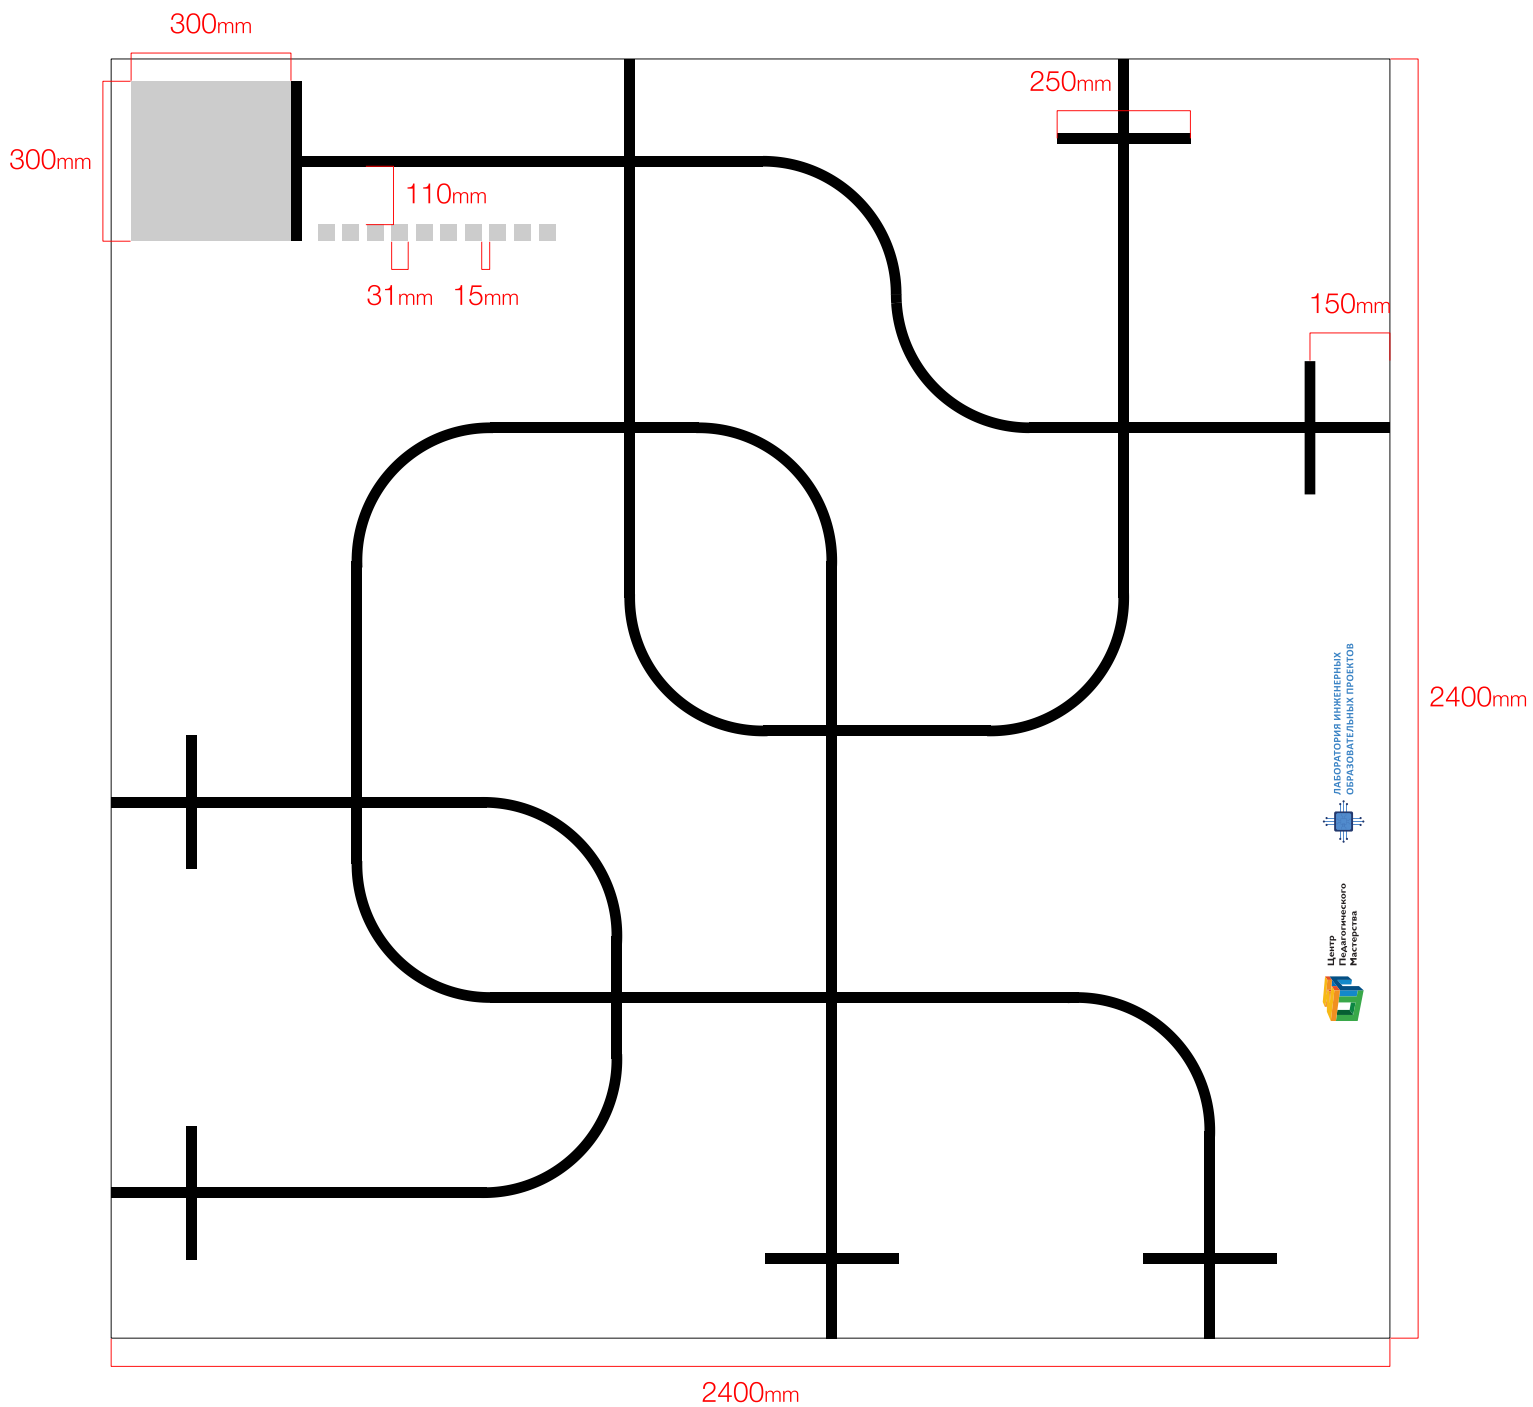 300mm
250mm
300mm
110mm
31mm
15mm
150mm
2400mm
ЛАБОРАТОРИЯ ИНЖЕНЕРНЫХ
ОБРАЗОВАТЕЛЬНЫХ ПРОЕКТОВ
Центр
Педагогического
Мастерства
2400mm